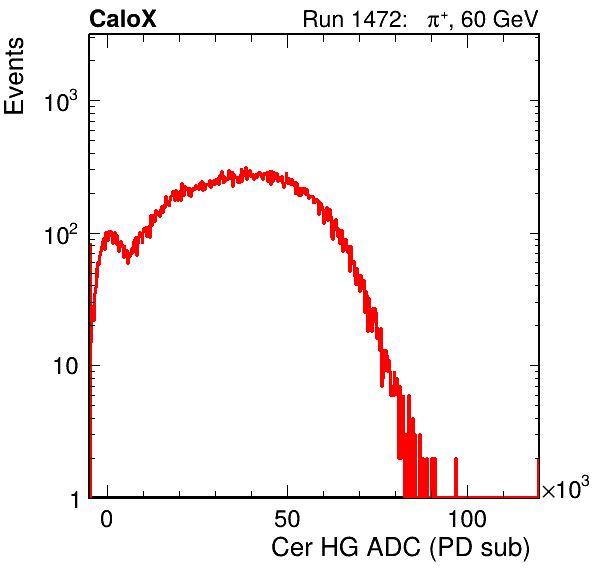 CaloX Run 1472: π⁺, 60 GeV
Events
10³
10²
10
1
0 50 100 ×10³
Cer HG ADC (PD sub)